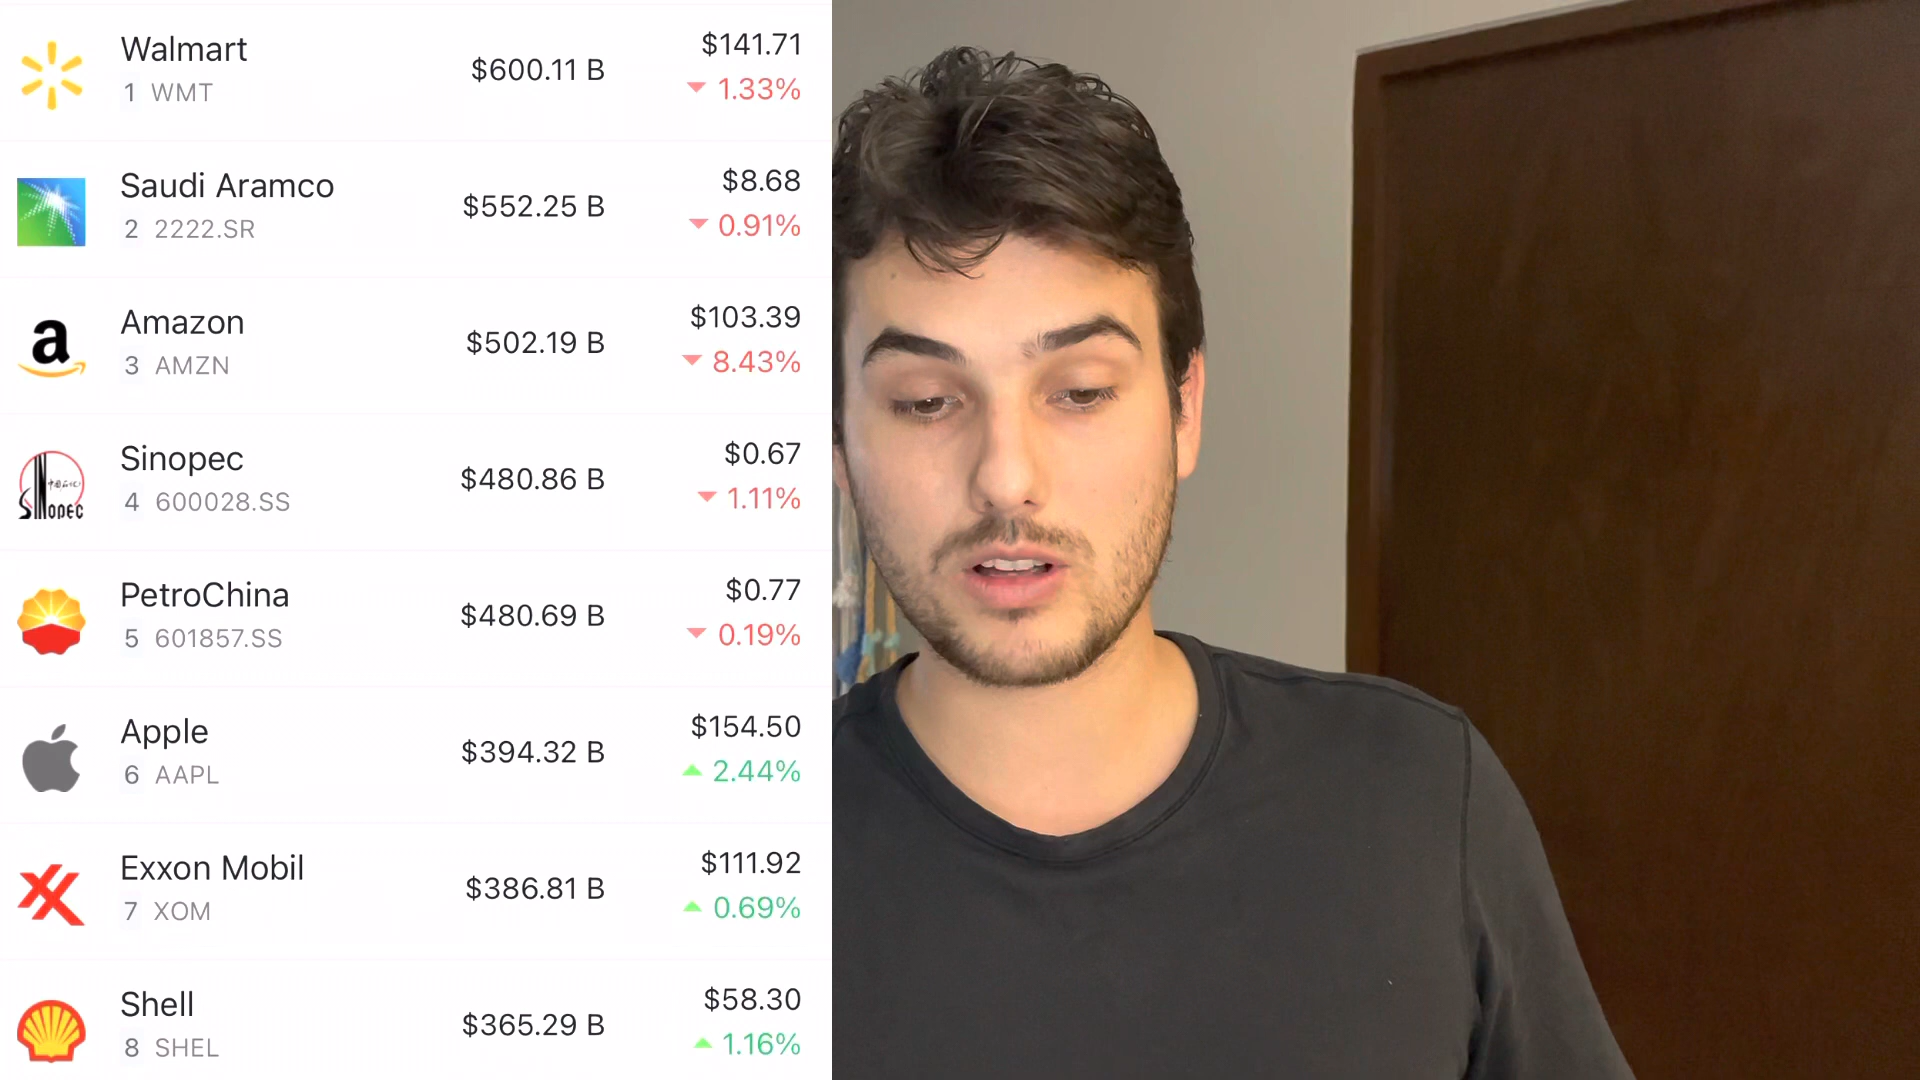 Walmart
1 WMT
$600.11 B
$141.71
1.33%
Saudi Aramco
2 2222.SR
$552.25 B
$8.68
0.91%
a
Amazon
3 AMZN
$502.19 B
$103.39
8.43%
SINOPEC
Sinopec
4 600028.SS
$480.86 B
$0.67
1.11%
PetroChina
5 601857.SS
$480.69 B
$0.77
0.19%
Apple
6 AAPL
$394.32 B
$154.50
2.44%
Exxon Mobil
7 XOM
$386.81 B
$111.92
0.69%
Shell
8 SHEL
$365.29 B
$58.30
1.16%